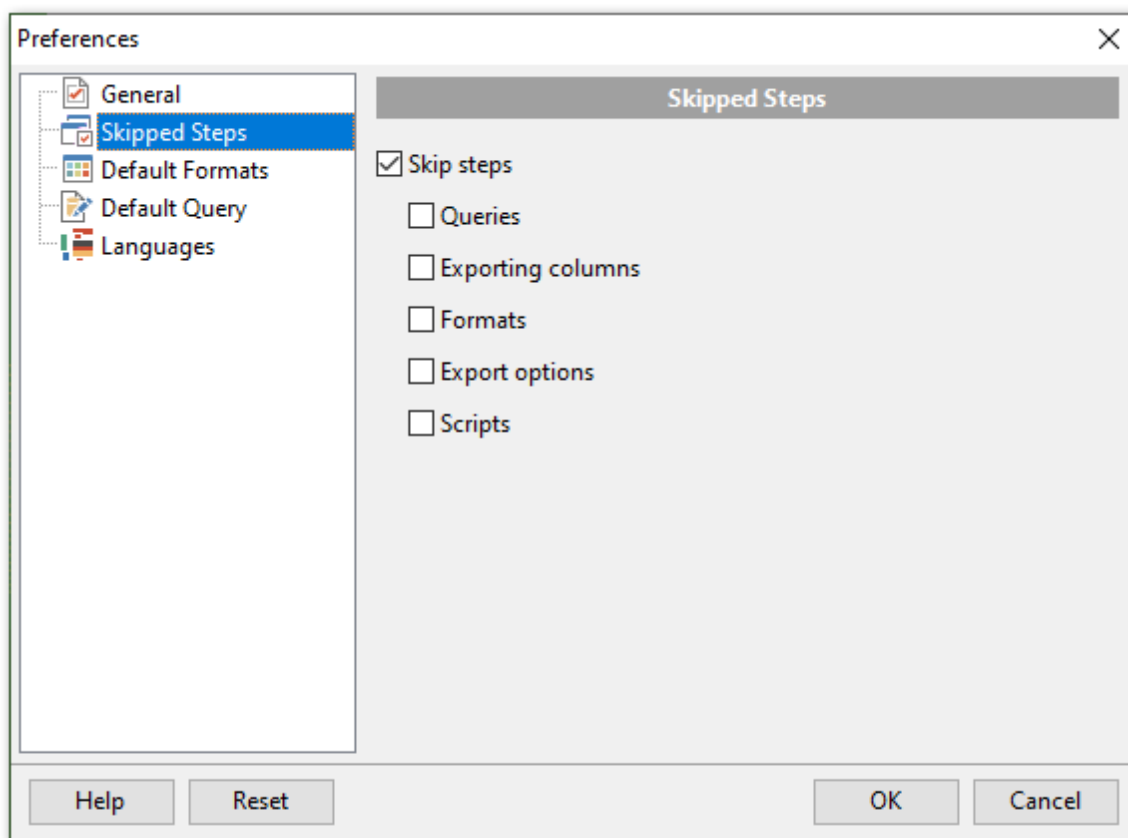 Preferences
General
Skipped Steps
Default Formats
Default Query
Languages
Skipped Steps
Skip steps
Queries
Exporting columns
Formats
Export options
Scripts
Help
Reset
OK
Cancel